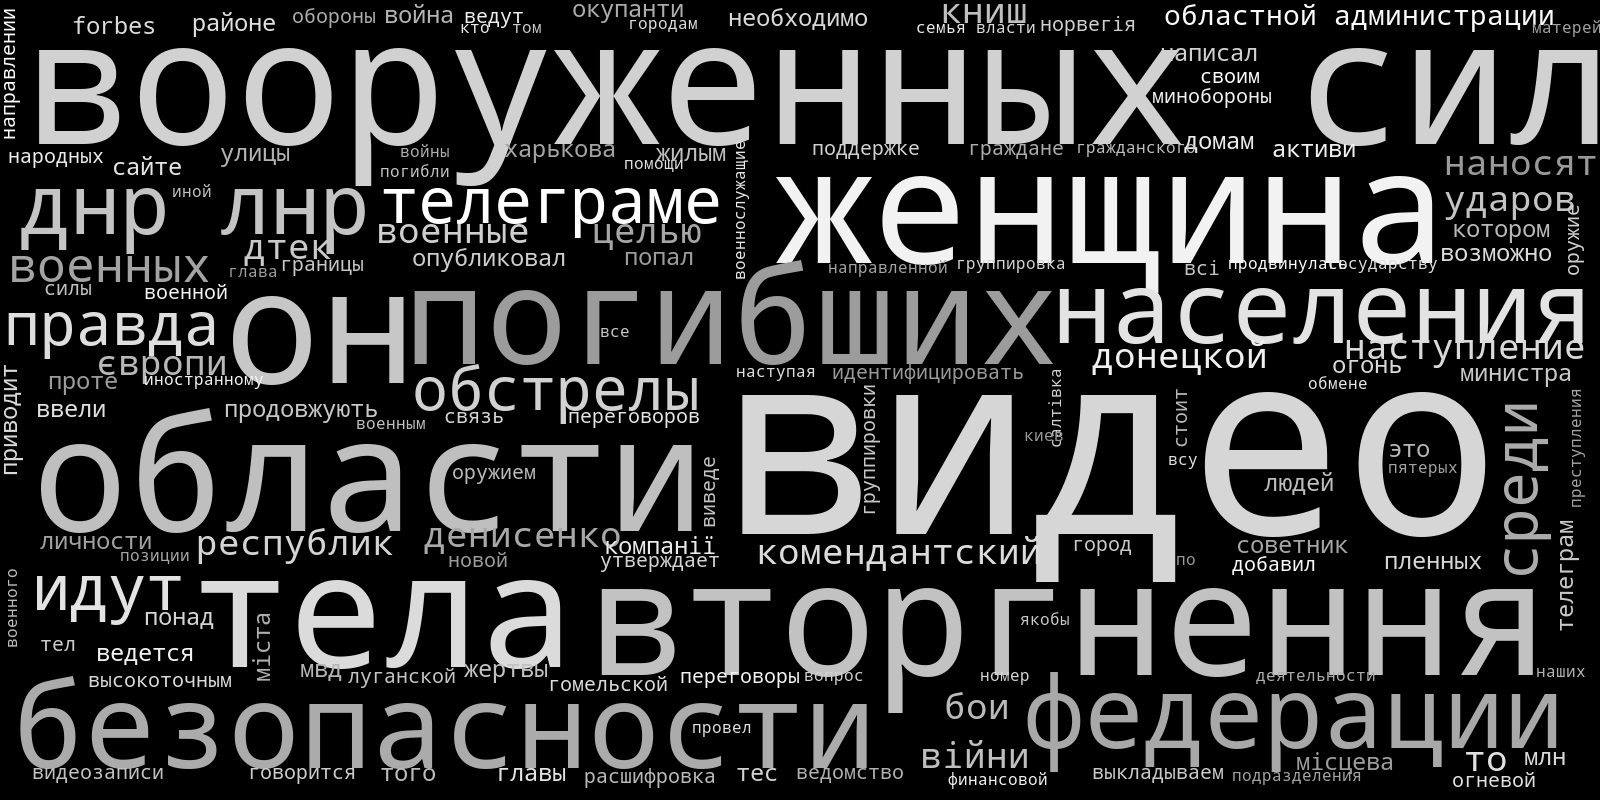 forbes районе обороны война ведут окупанти книш областной администрации
кто том городам необходимо семья власти норвегія матерей
направлении
вооруженных сил
написал
своим
минобороны
народных сайте улицы войны харькова помощи жилым поддержке граждане гражданского домам активи
погибли наносят
днр иной лнр телеграме военнослужащие женщина ударов
военные целью котором
дтек возможно оружие
военных глава границы опубликовал попал направленной группировка всі продвинулась государству
силы военной
правда он погибших населения
все
європи донецкой наступление
проте иностранному обстрелы наступая идентифицировать огонь министра
обмене
приводит ввели продовжують военным связь переговоров видео
группировки салтівка киев стоит всу это пятерых людей среди преступления
области оружием виведе
личности позиции республик денисенко компанії комендантский город советник
новой утверждает по добавил пленных
военного идут понад тела вторгнення якобы телеграм
тел ведется міста
высокоточным мвд луганской жертвы гомельской переговоры вопрос номер деятельности наших
безопасности провел бои федерации
війни
видеозаписи говорится того главы расшифровка тес ведомство финансовой выкладываем подразделения місцева то млн
огневой